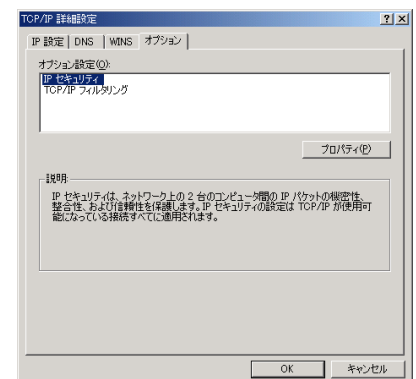 TCP/IP 詳細設定
IP 設定 DNS WINS オプション
オプション設定(O):
IP セキュリティ
TCP/IP フィルタリング
プロパティ(P)
説明:
IP セキュリティは、ネットワーク上の 2 台のコンピュータ間の IP パケットの機密性、
整合性、および信頼性を保護します。IP セキュリティの設定は TCP/IP が使用可
能になっている接続すべてに適用されます。
OK キャンセル